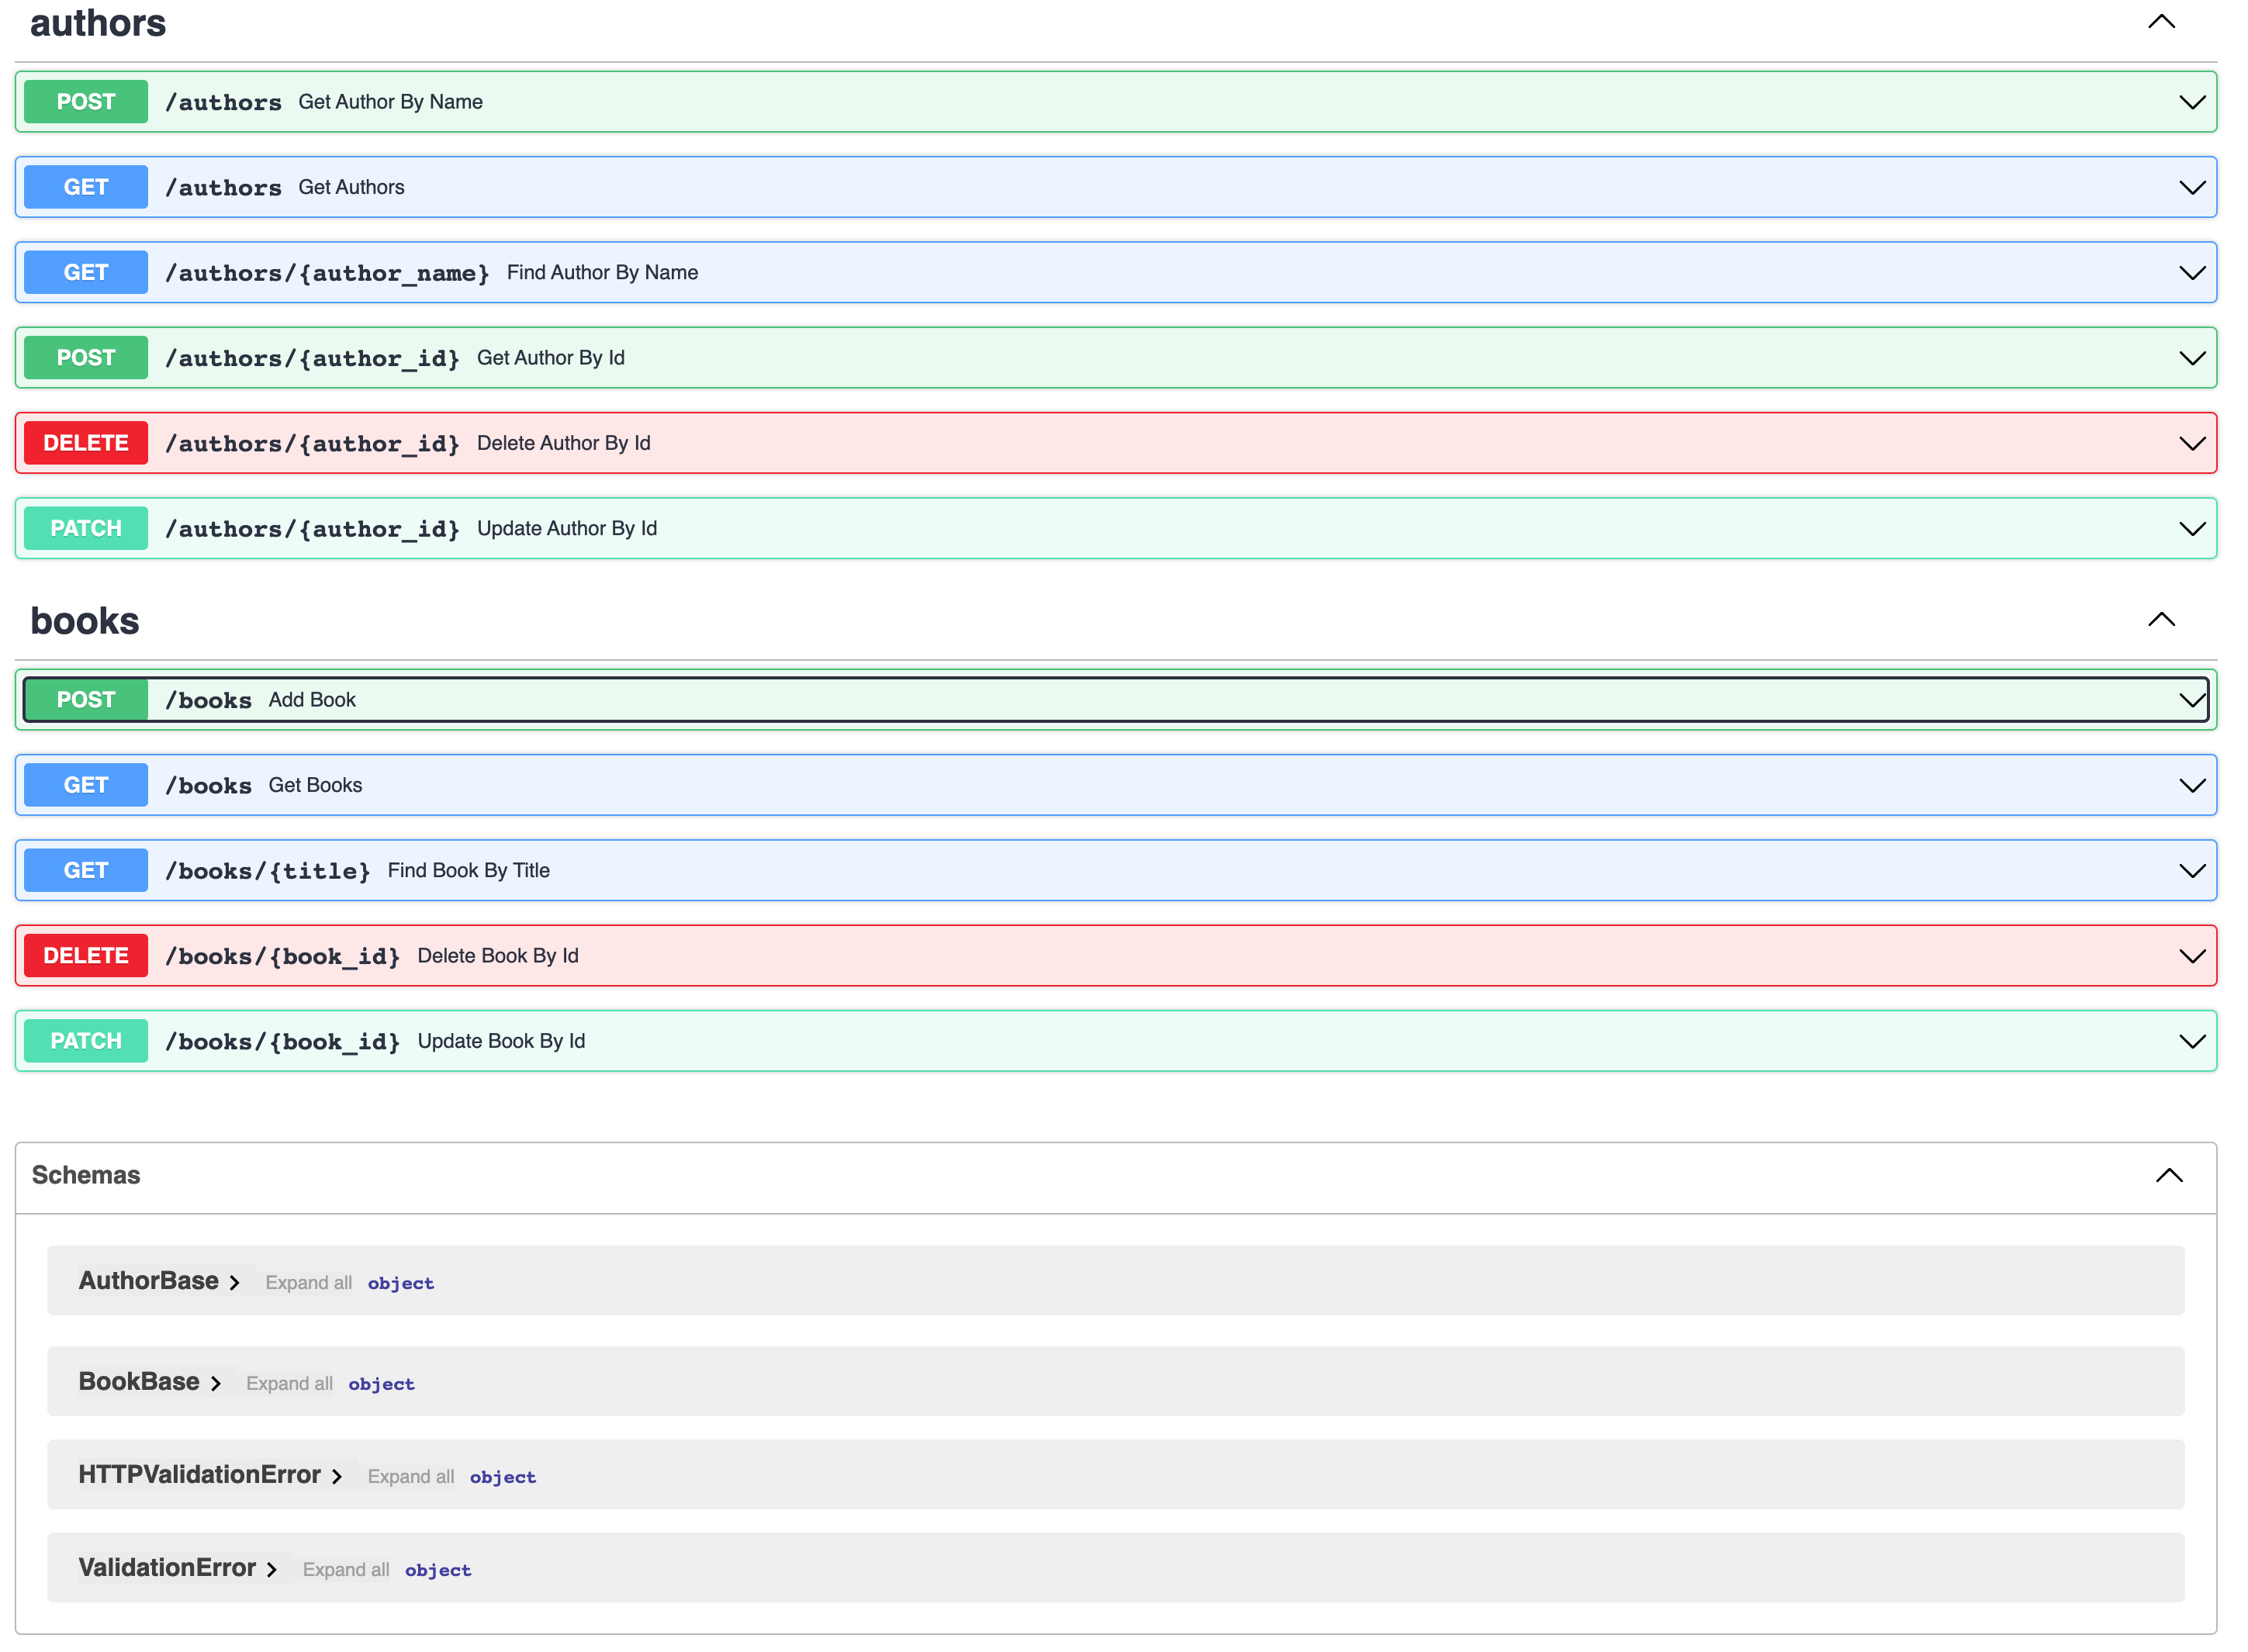 authors
POST /authors Get Author By Name
GET /authors Get Authors
GET /authors/{author_name} Find Author By Name
POST /authors/{author_id} Get Author By Id
DELETE /authors/{author_id} Delete Author By Id
PATCH /authors/{author_id} Update Author By Id
books
POST /books Add Book
GET /books Get Books
GET /books/{title} Find Book By Title
DELETE /books/{book_id} Delete Book By Id
PATCH /books/{book_id} Update Book By Id
Schemas
AuthorBase Expand all object
BookBase Expand all object
HTTPValidationError Expand all object
ValidationError Expand all object